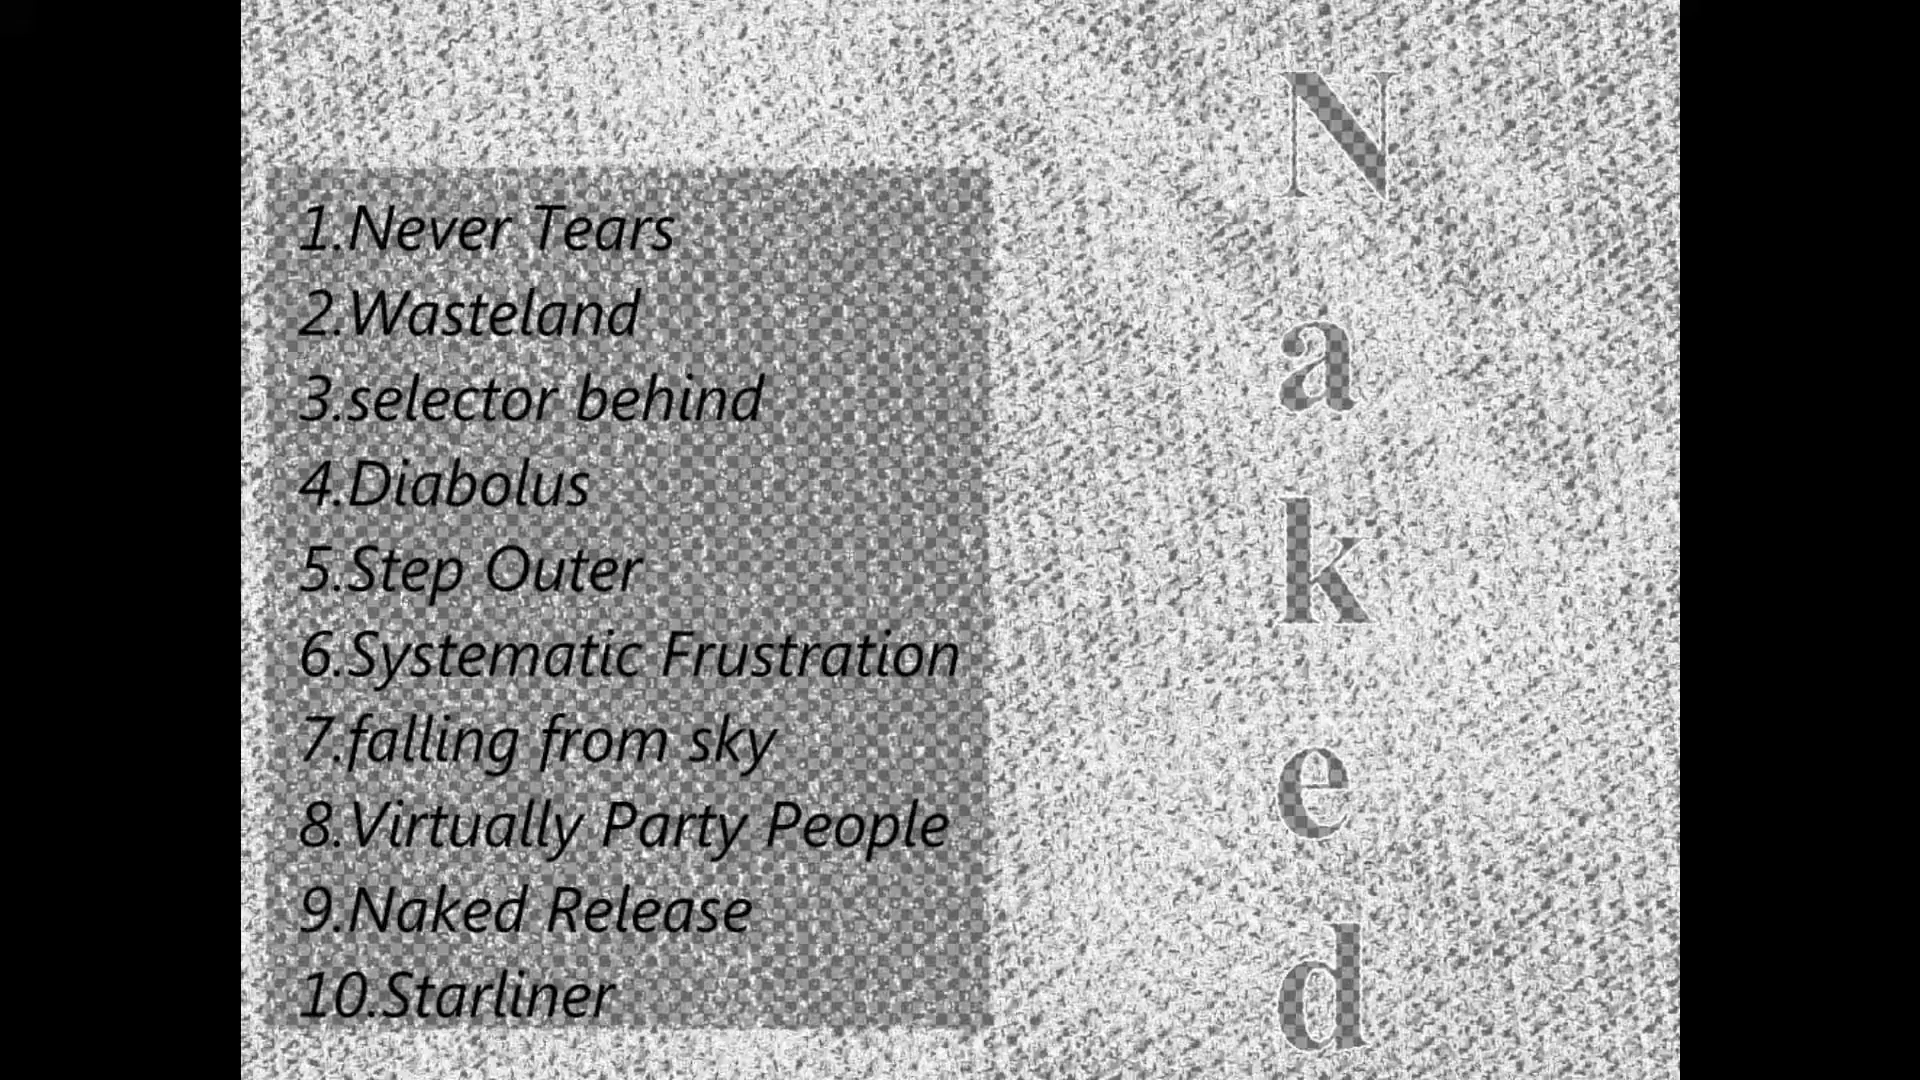 1.Never Tears
2.Wasteland
3.selector behind
4.Diabolus
5.Step Outer
6.Systematic Frustration
7.falling from sky
8.Virtually Party People
9.Naked Release
10.Starliner
Naked